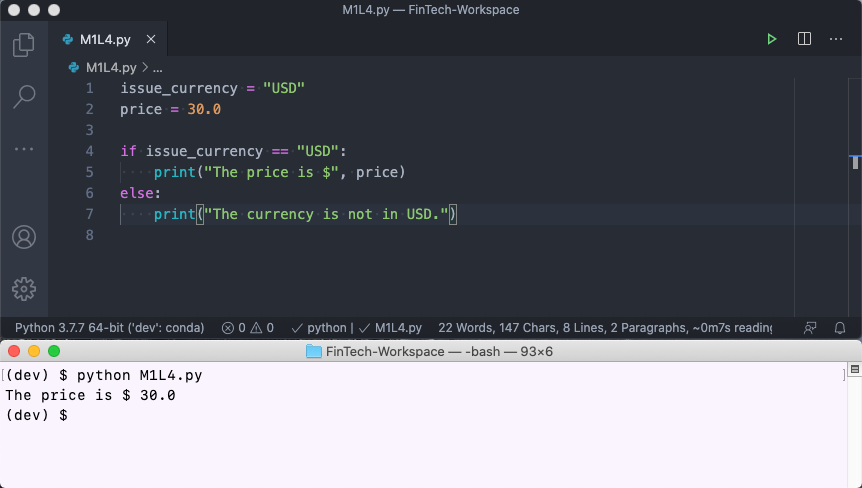 M1L4.py — FinTech-Workspace
M1L4.py ×
M1L4.py > ...
1 issue_currency = "USD"
2 price = 30.0
3
4 if issue_currency == "USD":
5 print("The price is $", price)
6 else:
7 print("The currency is not in USD.")
8
Python 3.7.7 64-bit ('dev': conda) 0 0 ✓ python | ✓ M1L4.py 22 Words, 147 Chars, 8 Lines, 2 Paragraphs, ~0m7s reading
FinTech-Workspace — -bash — 93×6
[(dev) $ python M1L4.py ]
The price is $ 30.0
(dev) $